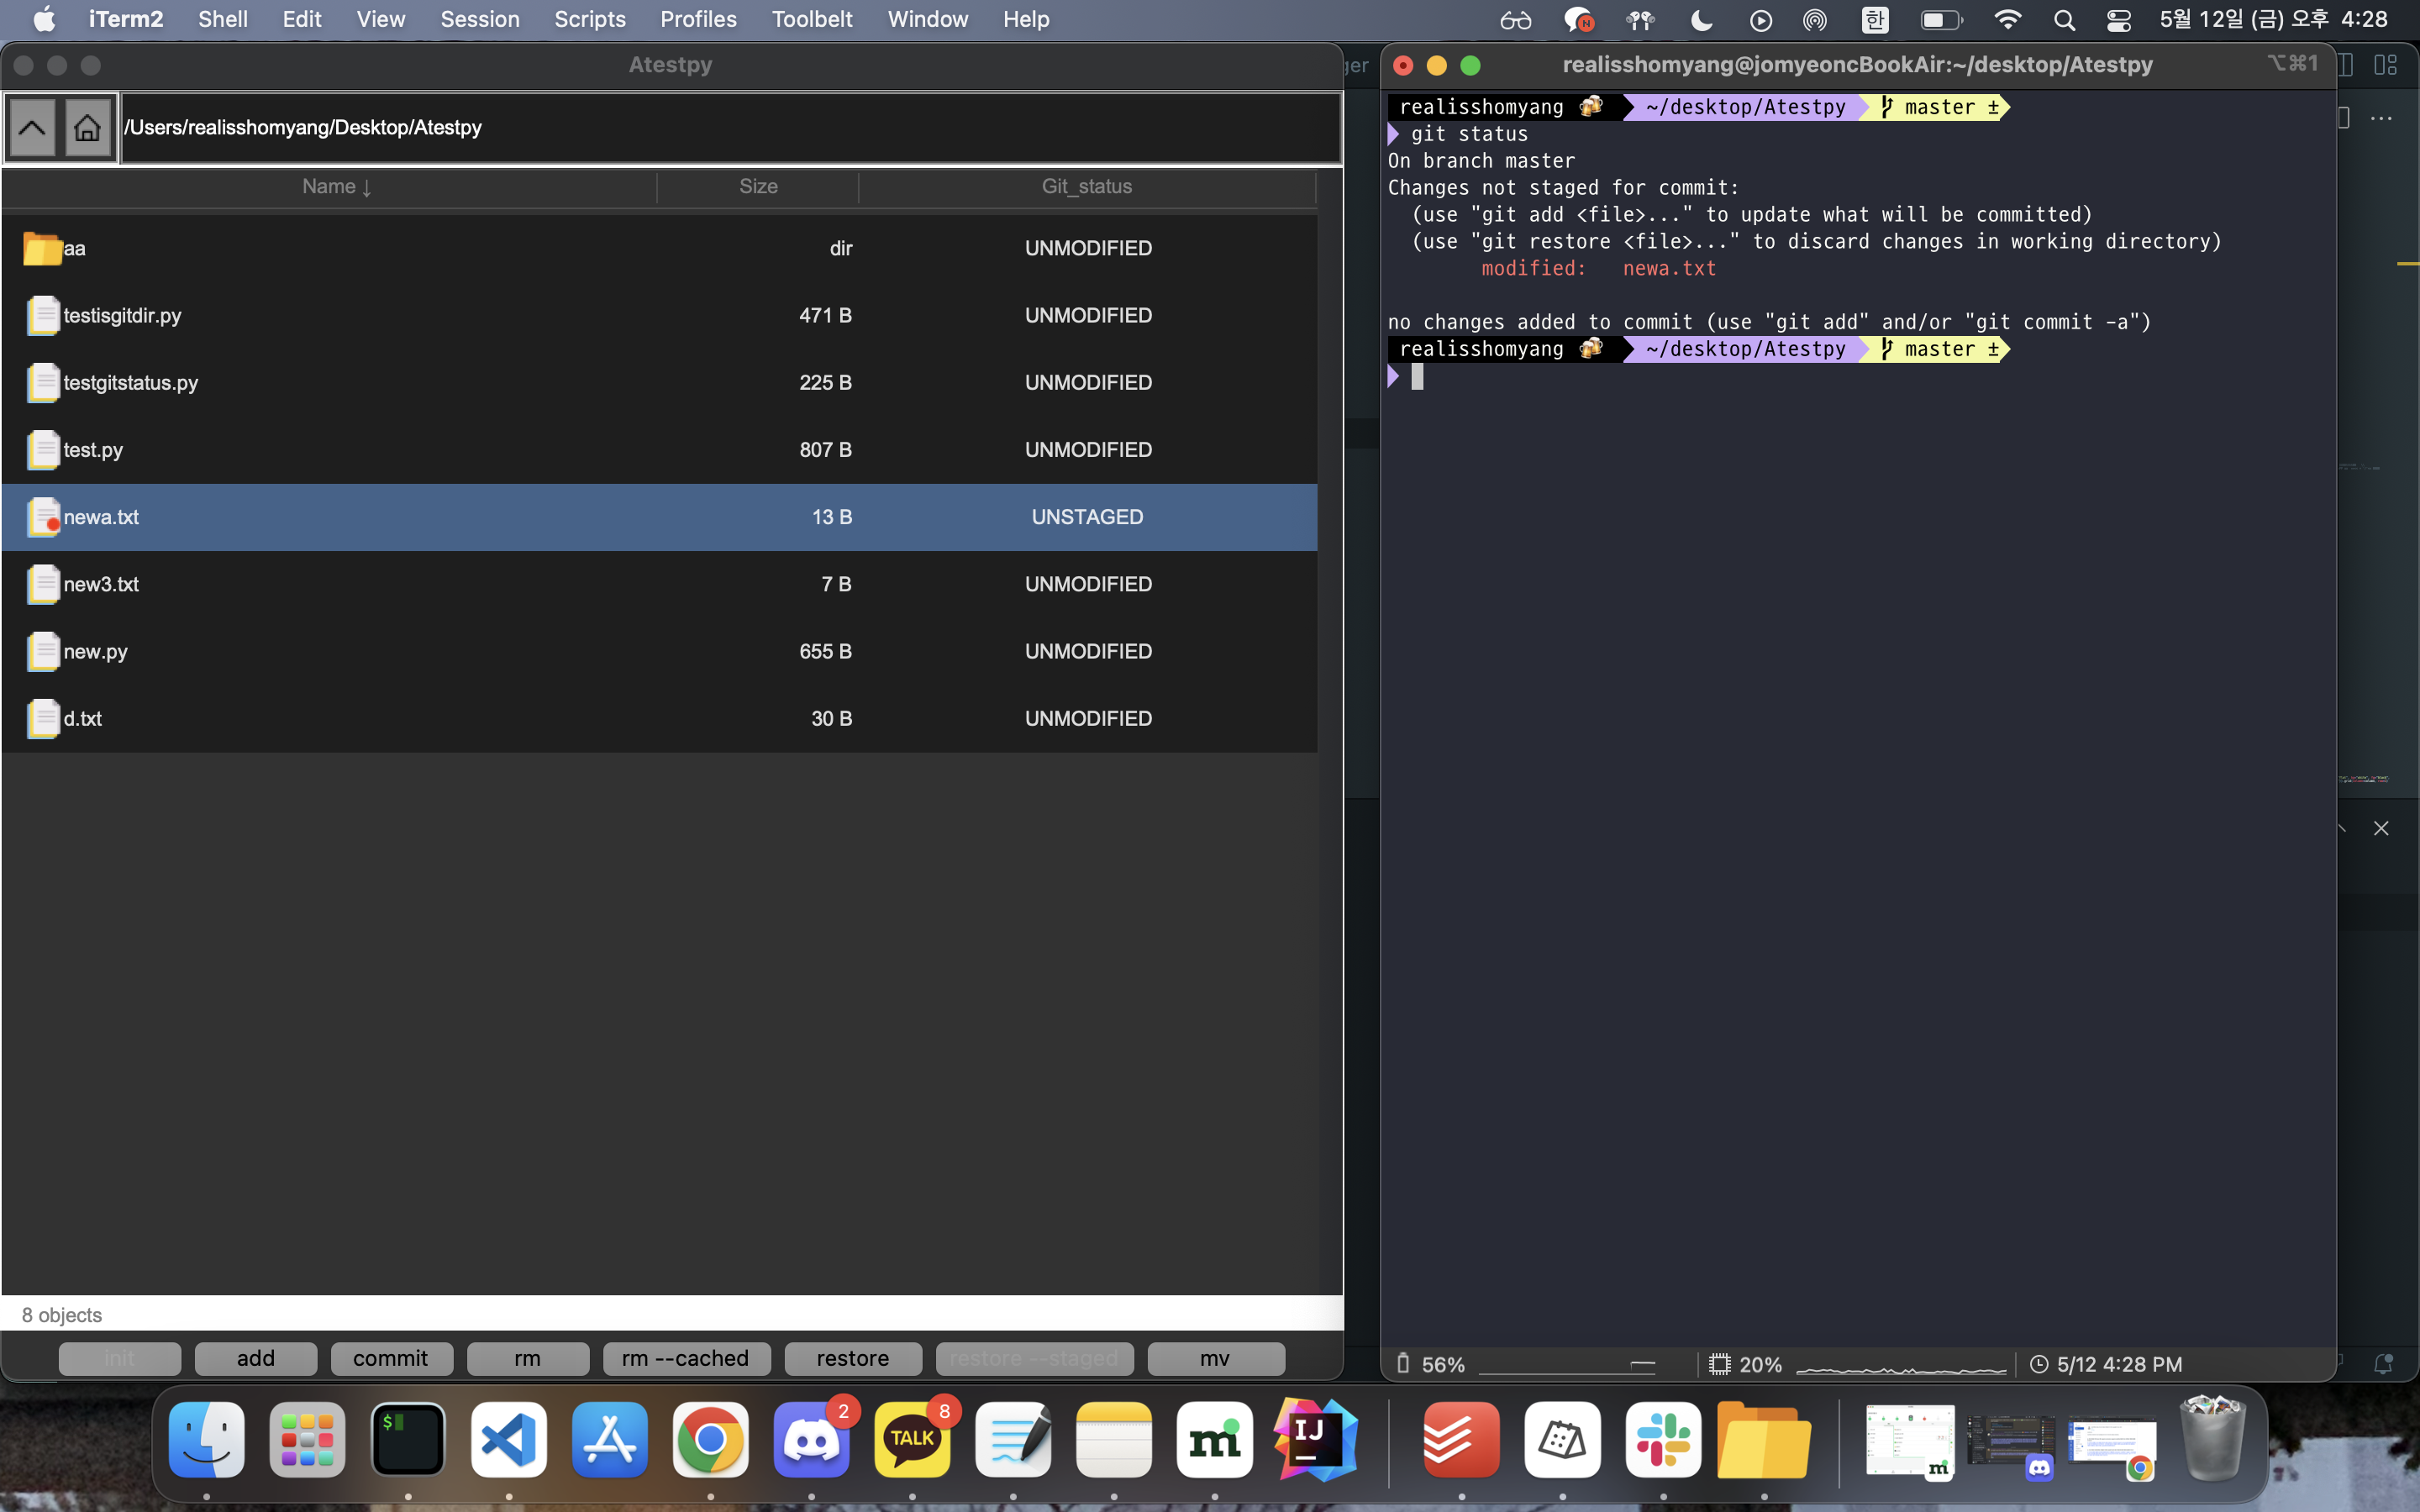 iTerm2 Shell Edit View Session Scripts Profiles Toolbelt Window Help
한 5월 12일 (금) 오후 4:28
Atestpy
/Users/realisshomyang/Desktop/Atestpy
Name ↓ Size Git_status
aa dir UNMODIFIED
testisgitdir.py 471 B UNMODIFIED
testgitstatus.py 225 B UNMODIFIED
test.py 807 B UNMODIFIED
newa.txt 13 B UNSTAGED
new3.txt 7 B UNMODIFIED
new.py 655 B UNMODIFIED
d.txt 30 B UNMODIFIED
8 objects
init add commit rm rm --cached restore restore --staged mv
ger
realisshomyang@jomyeoncBookAir:~/desktop/Atestpy ⌥⌘1
realisshomyang 🍻 ~/desktop/Atestpy master ±
git status
On branch master
Changes not staged for commit:
(use "git add <file>..." to update what will be committed)
(use "git restore <file>..." to discard changes in working directory)
modified: newa.txt
no changes added to commit (use "git add" and/or "git commit -a")
realisshomyang 🍻 ~/desktop/Atestpy master ±
56% 20% 5/12 4:28 PM
$
2
TALK
8
m
IJ